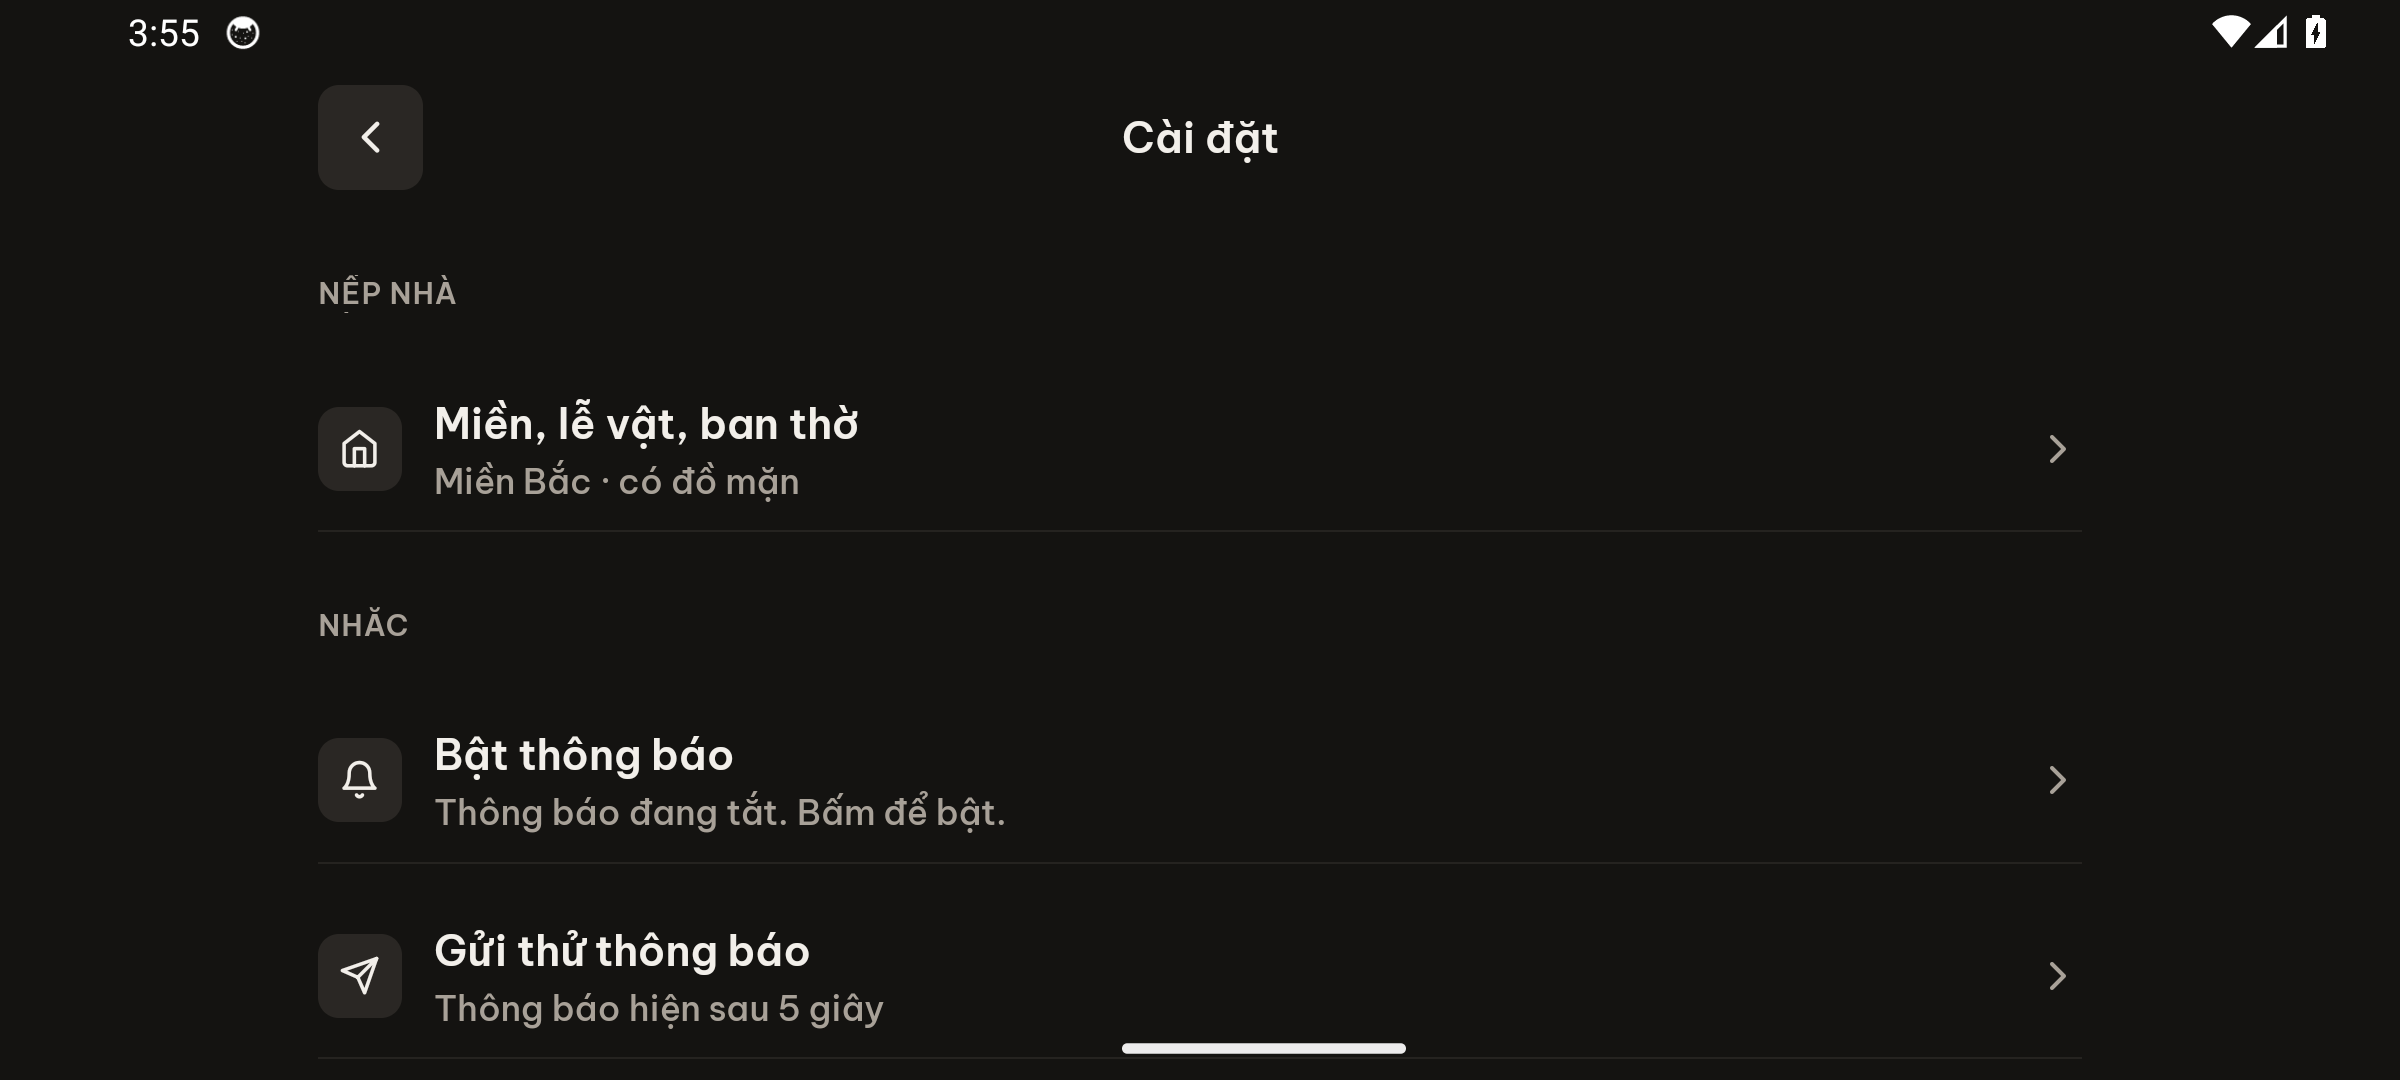 3:55
Cài đặt
NẾP NHÀ
Miền, lễ vật, ban thờ
Miền Bắc · có đồ mặn
NHẮC
Bật thông báo
Thông báo đang tắt. Bấm để bật.
Gửi thử thông báo
Thông báo hiện sau 5 giây